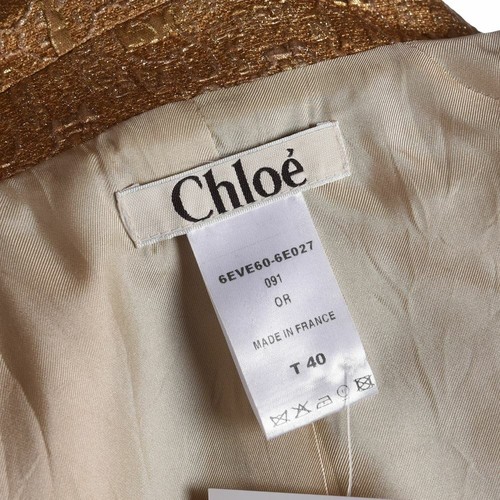 Chloé
6EVE60-6E027
091
OR
MADE IN FRANCE
T 40